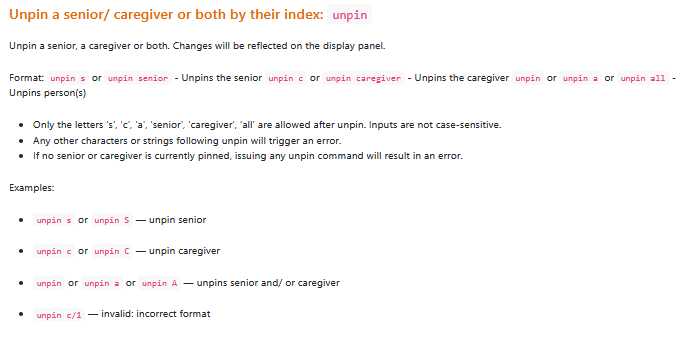 Unpin a senior/ caregiver or both by their index: unpin
Unpin a senior, a caregiver or both. Changes will be reflected on the display panel.
Format: unpin s or unpin senior - Unpins the senior unpin c or unpin caregiver - Unpins the caregiver unpin or unpin a or unpin all -
Unpins person(s)
• Only the letters 's', 'c', 'a', 'senior', 'caregiver', 'all' are allowed after unpin. Inputs are not case-sensitive.
• Any other characters or strings following unpin will trigger an error.
• If no senior or caregiver is currently pinned, issuing any unpin command will result in an error.
Examples:
• unpin s or unpin S — unpin senior
• unpin c or unpin C — unpin caregiver
• unpin or unpin a or unpin A — unpins senior and/ or caregiver
• unpin c/1 — invalid: incorrect format